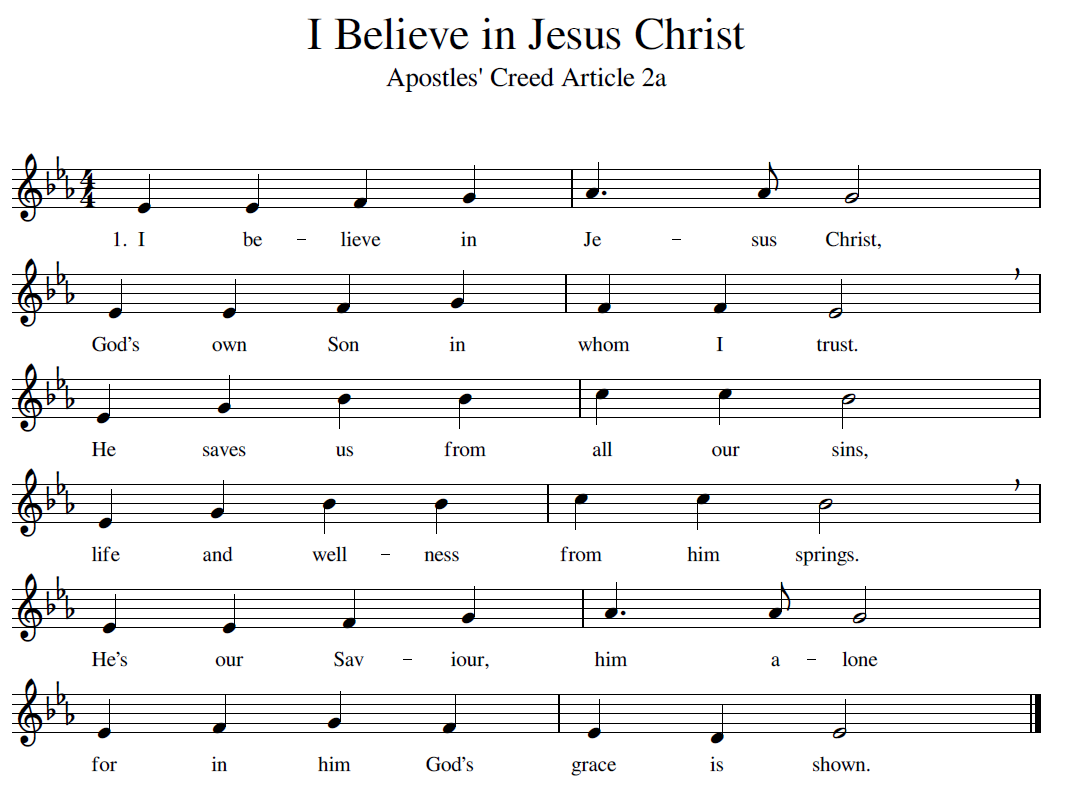 I Believe in Jesus Christ
Apostles' Creed Article 2a
4
4
1. I be – lieve in Je – sus Christ,
God's own Son in whom I trust.
He saves us from all our sins,
life and well – ness from him springs.
He's our Sav – iour, him a – lone
for in him God's grace is shown.